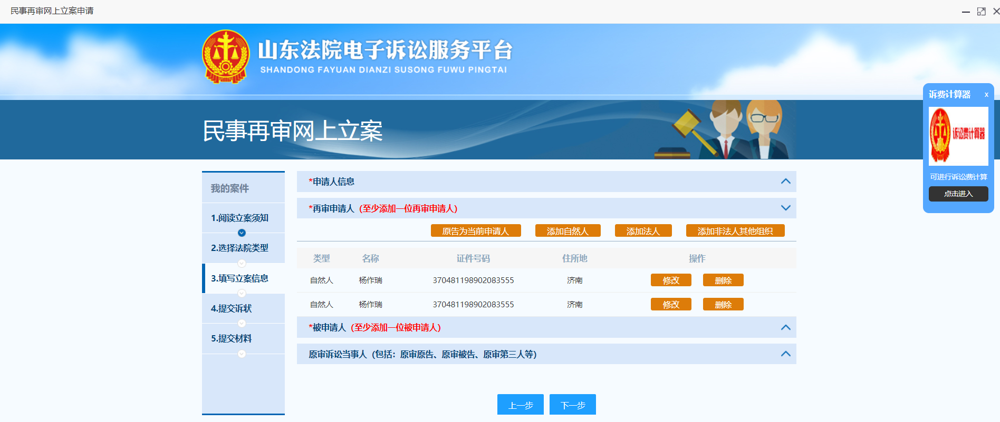 民事再审网上立案申请
山东法院电子诉讼服务平台
SHANDONG FAYUAN DIANZI SUSONG FUWU PINGTAI
民事再审网上立案
诉费计算器 x
诉讼费计算器
可进行诉讼费计算
点击进入
我的案件
1.阅读立案须知
2.选择法院类型
3.填写立案信息
4.提交诉状
5.提交材料
*申请人信息
*再审申请人（至少添加一位再审申请人）
原告为当前申请人 添加自然人 添加法人 添加非法人其他组织
类型 名称 证件号码 住所地 操作
自然人 杨作瑞 370481198902083555 济南 修改 删除
自然人 杨作瑞 370481198902083555 济南 修改 删除
*被申请人（至少添加一位被申请人）
原审诉讼当事人（包括：原审原告、原审被告、原审第三人等）
上一步 下一步